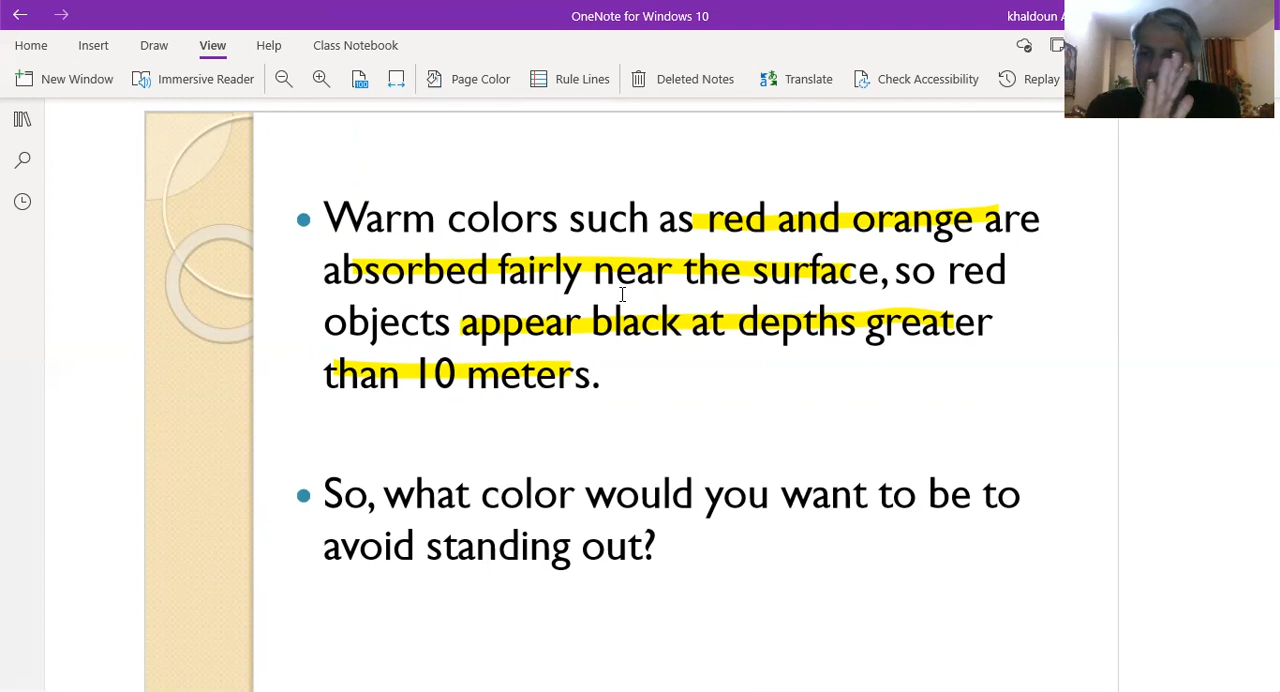 OneNote for Windows 10
khaldoun
Home Insert Draw View Help Class Notebook
New Window Immersive Reader Page Color Rule Lines Deleted Notes Translate Check Accessibility Replay
• Warm colors such as red and orange are
absorbed fairly near the surface, so red
objects appear black at depths greater
than 10 meters.
• So, what color would you want to be to
avoid standing out?